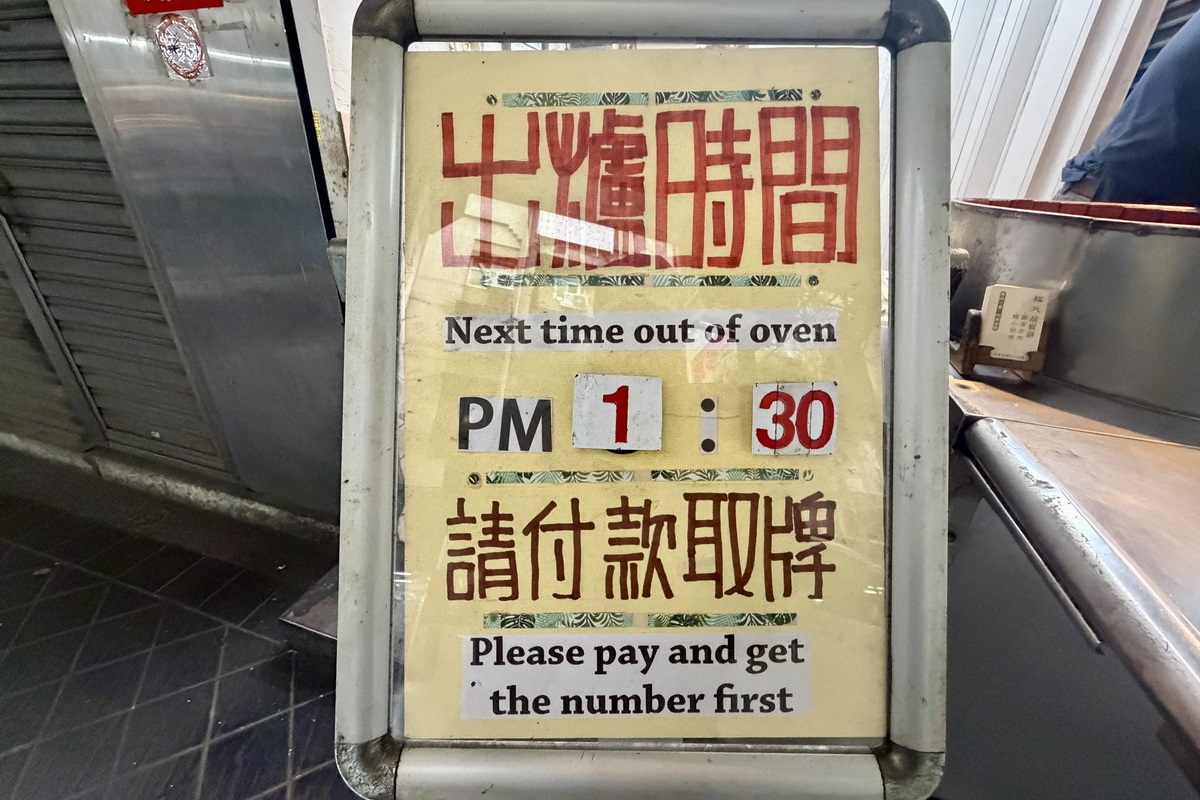 出爐時間
Next time out of oven
PM 1 : 30
請付款取牌
Please pay and get
the number first